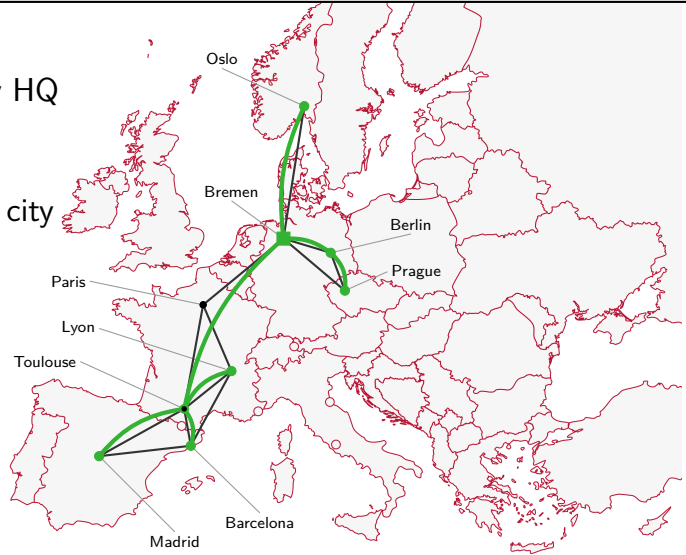 Oslo
HQ
Bremen
city
Berlin
Paris
Prague
Lyon
Toulouse
Barcelona
Madrid